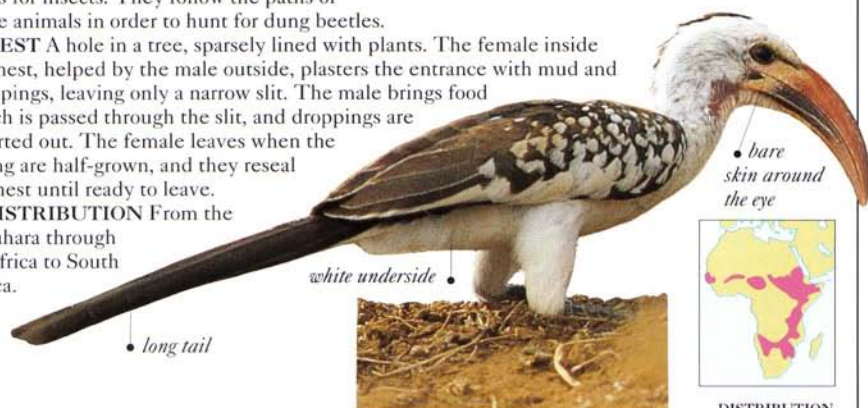 s for insects. They follow the paths of
e animals in order to hunt for dung beetles.
EST A hole in a tree, sparsely lined with plants. The female inside
nest, helped by the male outside, plasters the entrance with mud and
ppings, leaving only a narrow slit. The male brings food
ch is passed through the slit, and droppings are
rted out. The female leaves when the
ng are half-grown, and they reseal
nest until ready to leave.
ISTRIBUTION From the
hara through
frica to South
ca.
bare
skin around
the eye
white underside
long tail
DISTRIBUTION